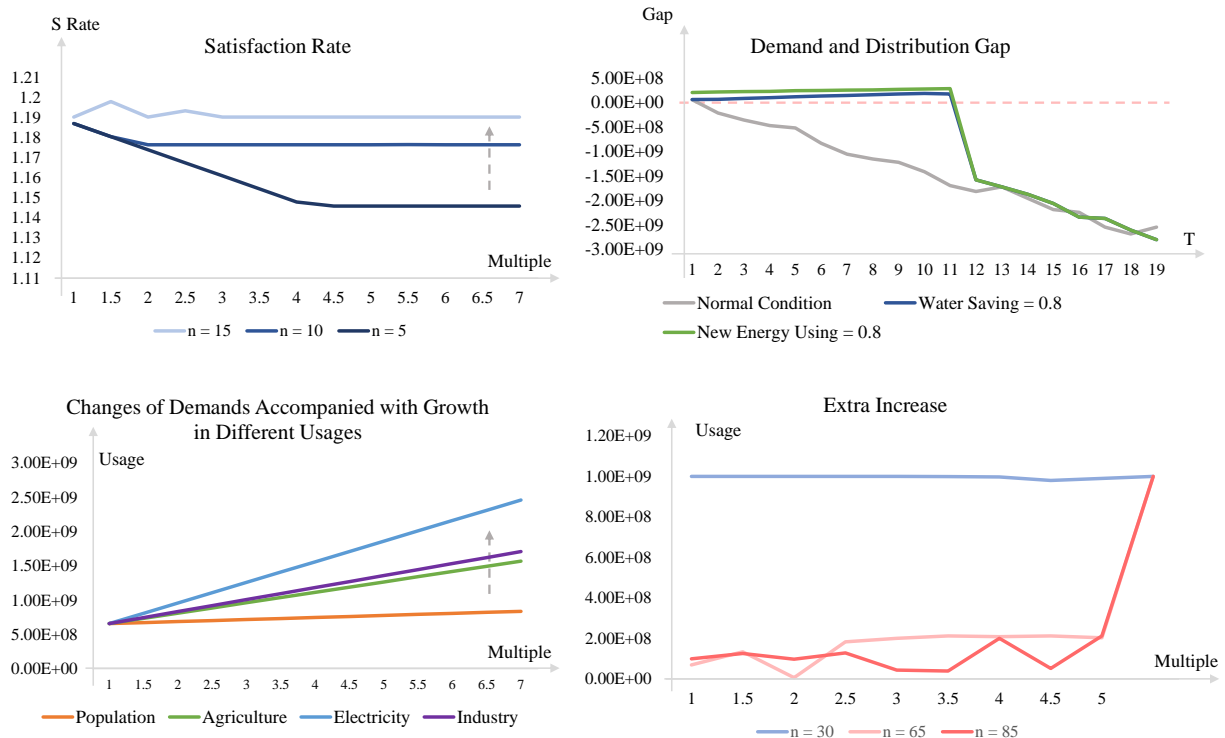 S Rate
Satisfaction Rate
1.21
1.2
1.19
1.18
1.17
1.16
1.15
1.14
1.13
1.12
1.11
Multiple
1 1.5 2 2.5 3 3.5 4 4.5 5 5.5 6 6.5 7
n = 15 n = 10 n = 5
Gap
Demand and Distribution Gap
5.00E+08
0.00E+00
-5.00E+08
-1.00E+09
-1.50E+09
-2.00E+09
-2.50E+09
-3.00E+09
T
1 2 3 4 5 6 7 8 9 10 11 12 13 14 15 16 17 18 19
Normal Condition Water Saving = 0.8
New Energy Using = 0.8
Changes of Demands Accompanied with Growth
in Different Usages
Usage
3.00E+09
2.50E+09
2.00E+09
1.50E+09
1.00E+09
5.00E+08
0.00E+00
Multiple
1 1.5 2 2.5 3 3.5 4 4.5 5 5.5 6 6.5 7
Population Agriculture Electricity Industry
Extra Increase
Usage
1.20E+09
1.00E+09
8.00E+08
6.00E+08
4.00E+08
2.00E+08
0.00E+00
Multiple
1 1.5 2 2.5 3 3.5 4 4.5 5
n = 30 n = 65 n = 85